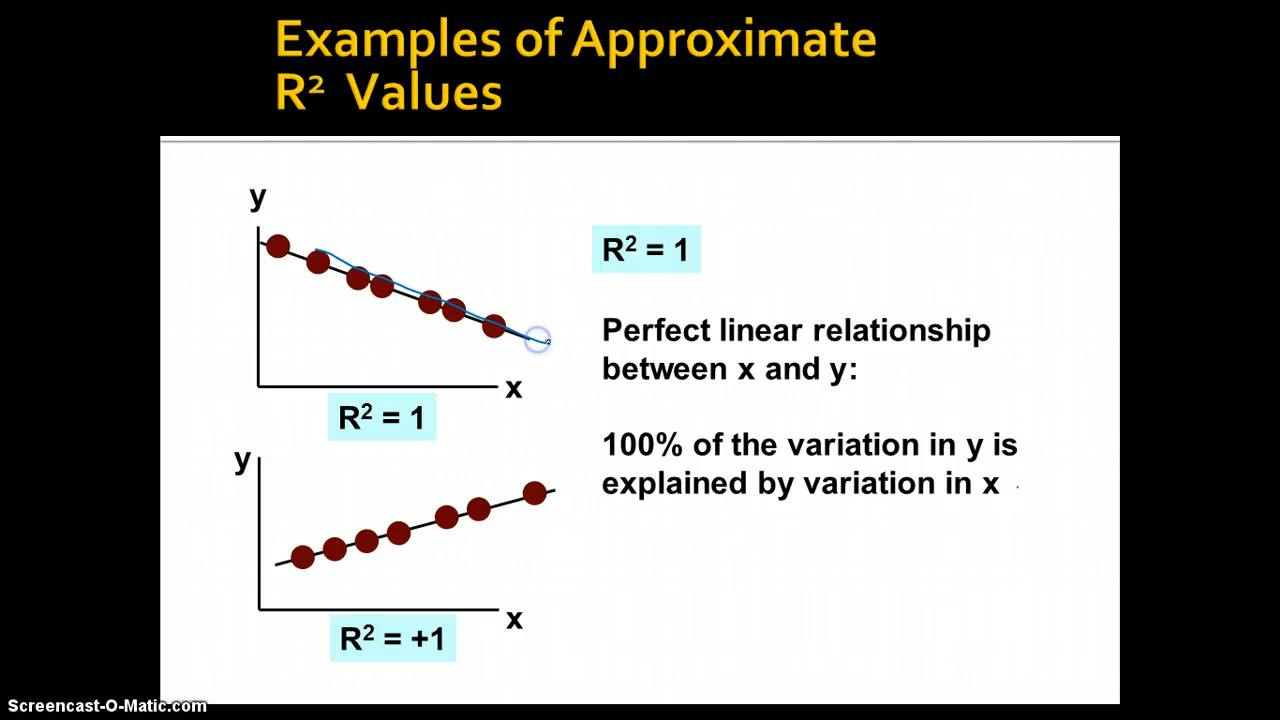 Examples of Approximate
R² Values
y
x
R² = 1
y
x
R² = +1
R² = 1
Perfect linear relationship
between x and y:
100% of the variation in y is
explained by variation in x
Screencast-O-Matic.com